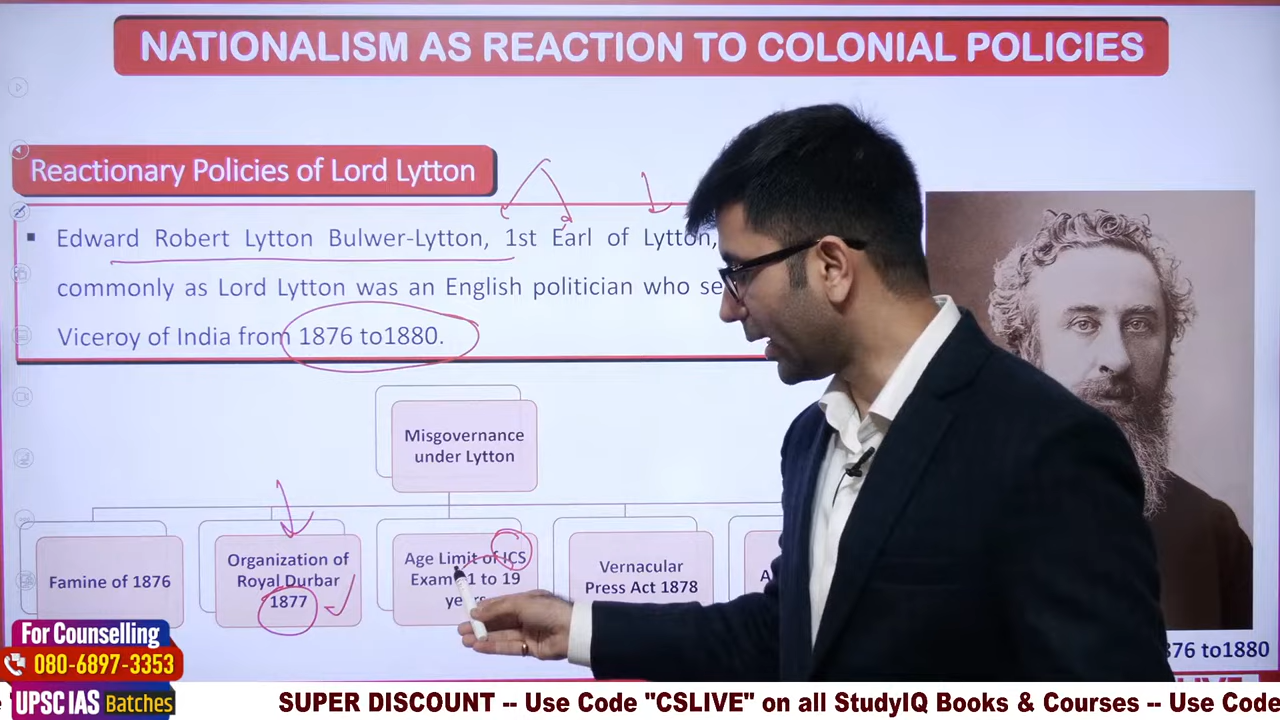 NATIONALISM AS REACTION TO COLONIAL POLICIES
Reactionary Policies of Lord Lytton
Edward Robert Lytton Bulwer-Lytton, 1st Earl of Lytton,
commonly as Lord Lytton was an English politician who se
Viceroy of India from 1876 to1880.
Misgovernance
under Lytton
Famine of 1876
Organization of
Royal Durbar
1877
Age Limit of ICS
Exam 21 to 19
years
Vernacular
Press Act 1878
A
876 to1880
For Counselling
080-6897-3353
UPSC IAS Batches
SUPER DISCOUNT -- Use Code "CSLIVE" on all StudyIQ Books & Courses -- Use Code